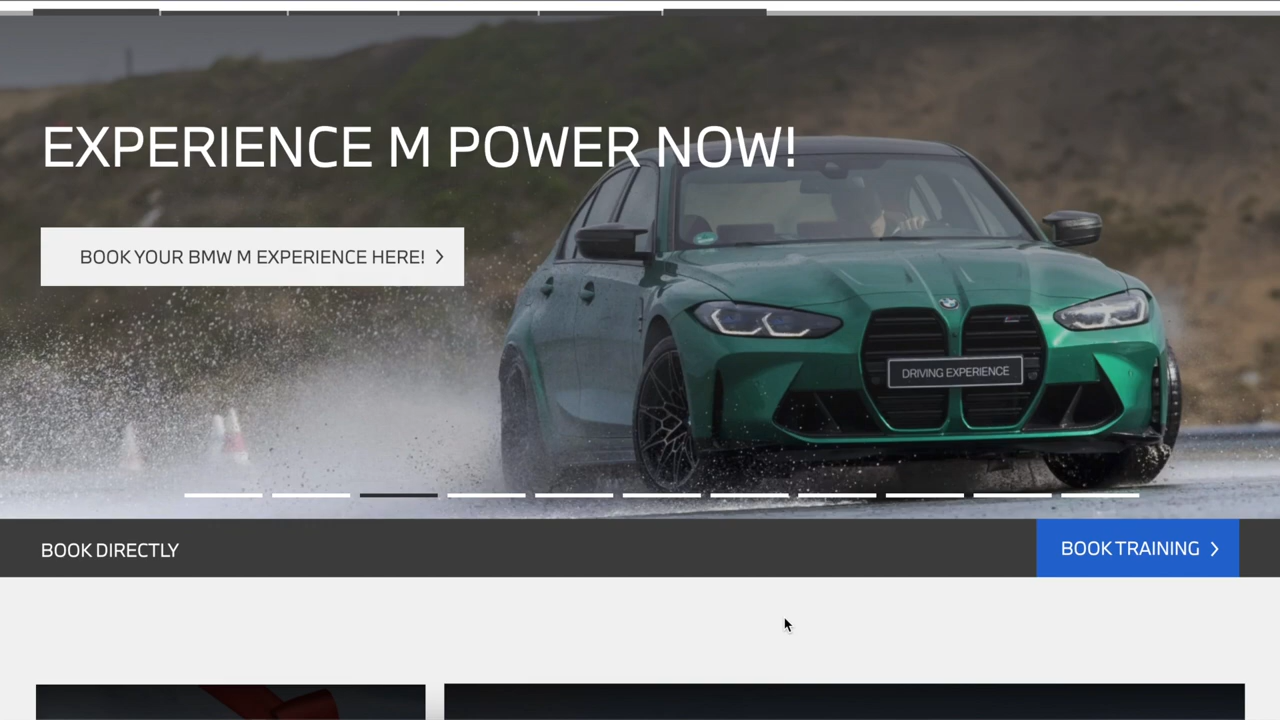 EXPERIENCE M POWER NOW!
BOOK YOUR BMW M EXPERIENCE HERE!
DRIVING EXPERIENCE
BOOK DIRECTLY
BOOK TRAINING